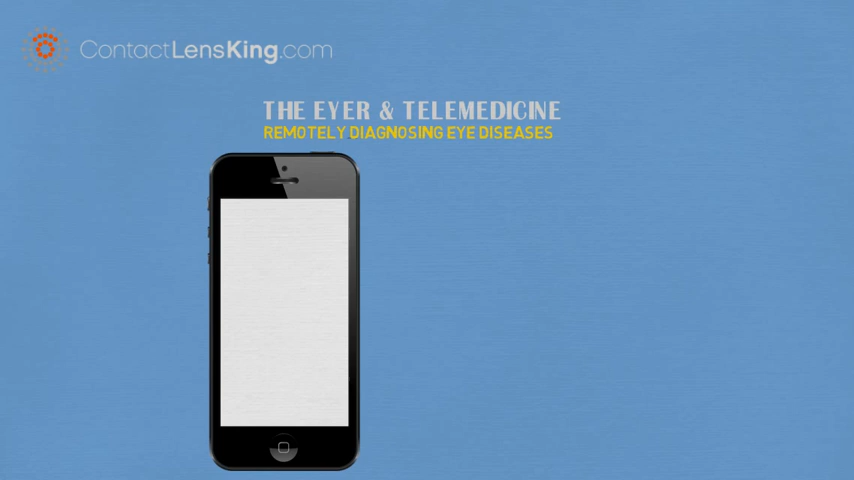 ContactLensKing.com
THE EYER & TELEMEDICINE
REMOTELY DIAGNOSING EYE DISEASES